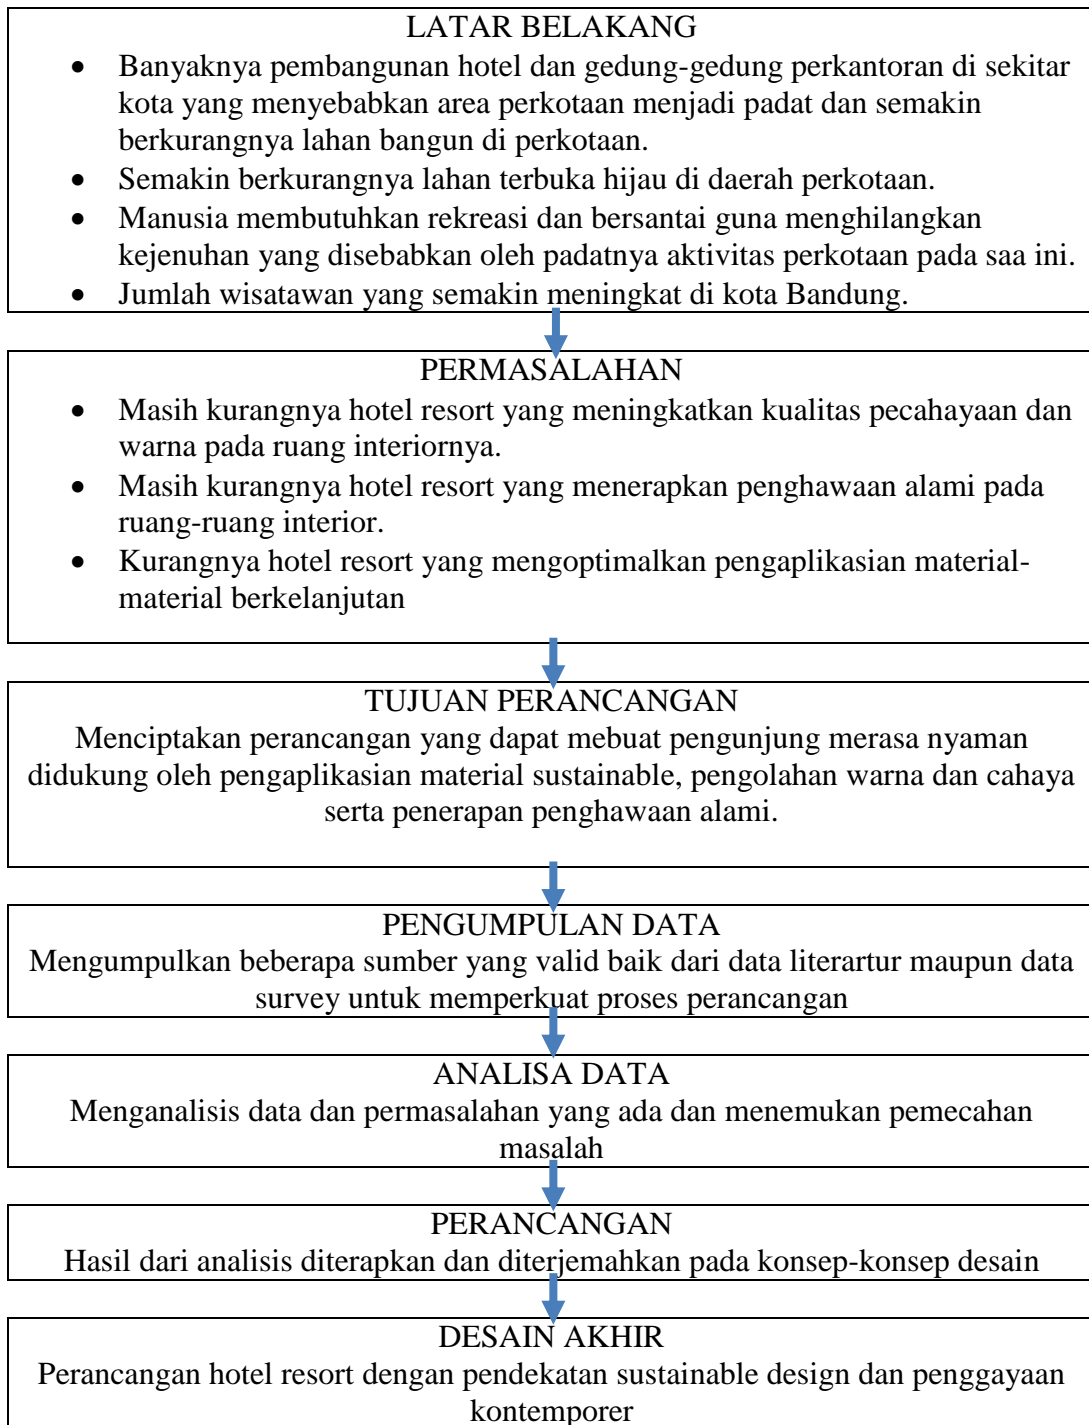 LATAR BELAKANG
• Banyaknya pembangunan hotel dan gedung-gedung perkantoran di sekitar
kota yang menyebabkan area perkotaan menjadi padat dan semakin
berkurangnya lahan bangun di perkotaan.
• Semakin berkurangnya lahan terbuka hijau di daerah perkotaan.
• Manusia membutuhkan rekreasi dan bersantai guna menghilangkan
kejenuhan yang disebabkan oleh padatnya aktivitas perkotaan pada saa ini.
• Jumlah wisatawan yang semakin meningkat di kota Bandung.
PERMASALAHAN
• Masih kurangnya hotel resort yang meningkatkan kualitas pecahayaan dan
warna pada ruang interiornya.
• Masih kurangnya hotel resort yang menerapkan penghawaan alami pada
ruang-ruang interior.
• Kurangnya hotel resort yang mengoptimalkan pengaplikasian material-
material berkelanjutan
TUJUAN PERANCANGAN
Menciptakan perancangan yang dapat mebuat pengunjung merasa nyaman
didukung oleh pengaplikasian material sustainable, pengolahan warna dan cahaya
serta penerapan penghawaan alami.
PENGUMPULAN DATA
Mengumpulkan beberapa sumber yang valid baik dari data literartur maupun data
survey untuk memperkuat proses perancangan
ANALISA DATA
Menganalisis data dan permasalahan yang ada dan menemukan pemecahan
masalah
PERANCANGAN
Hasil dari analisis diterapkan dan diterjemahkan pada konsep-konsep desain
DESAIN AKHIR
Perancangan hotel resort dengan pendekatan sustainable design dan penggayaan
kontemporer